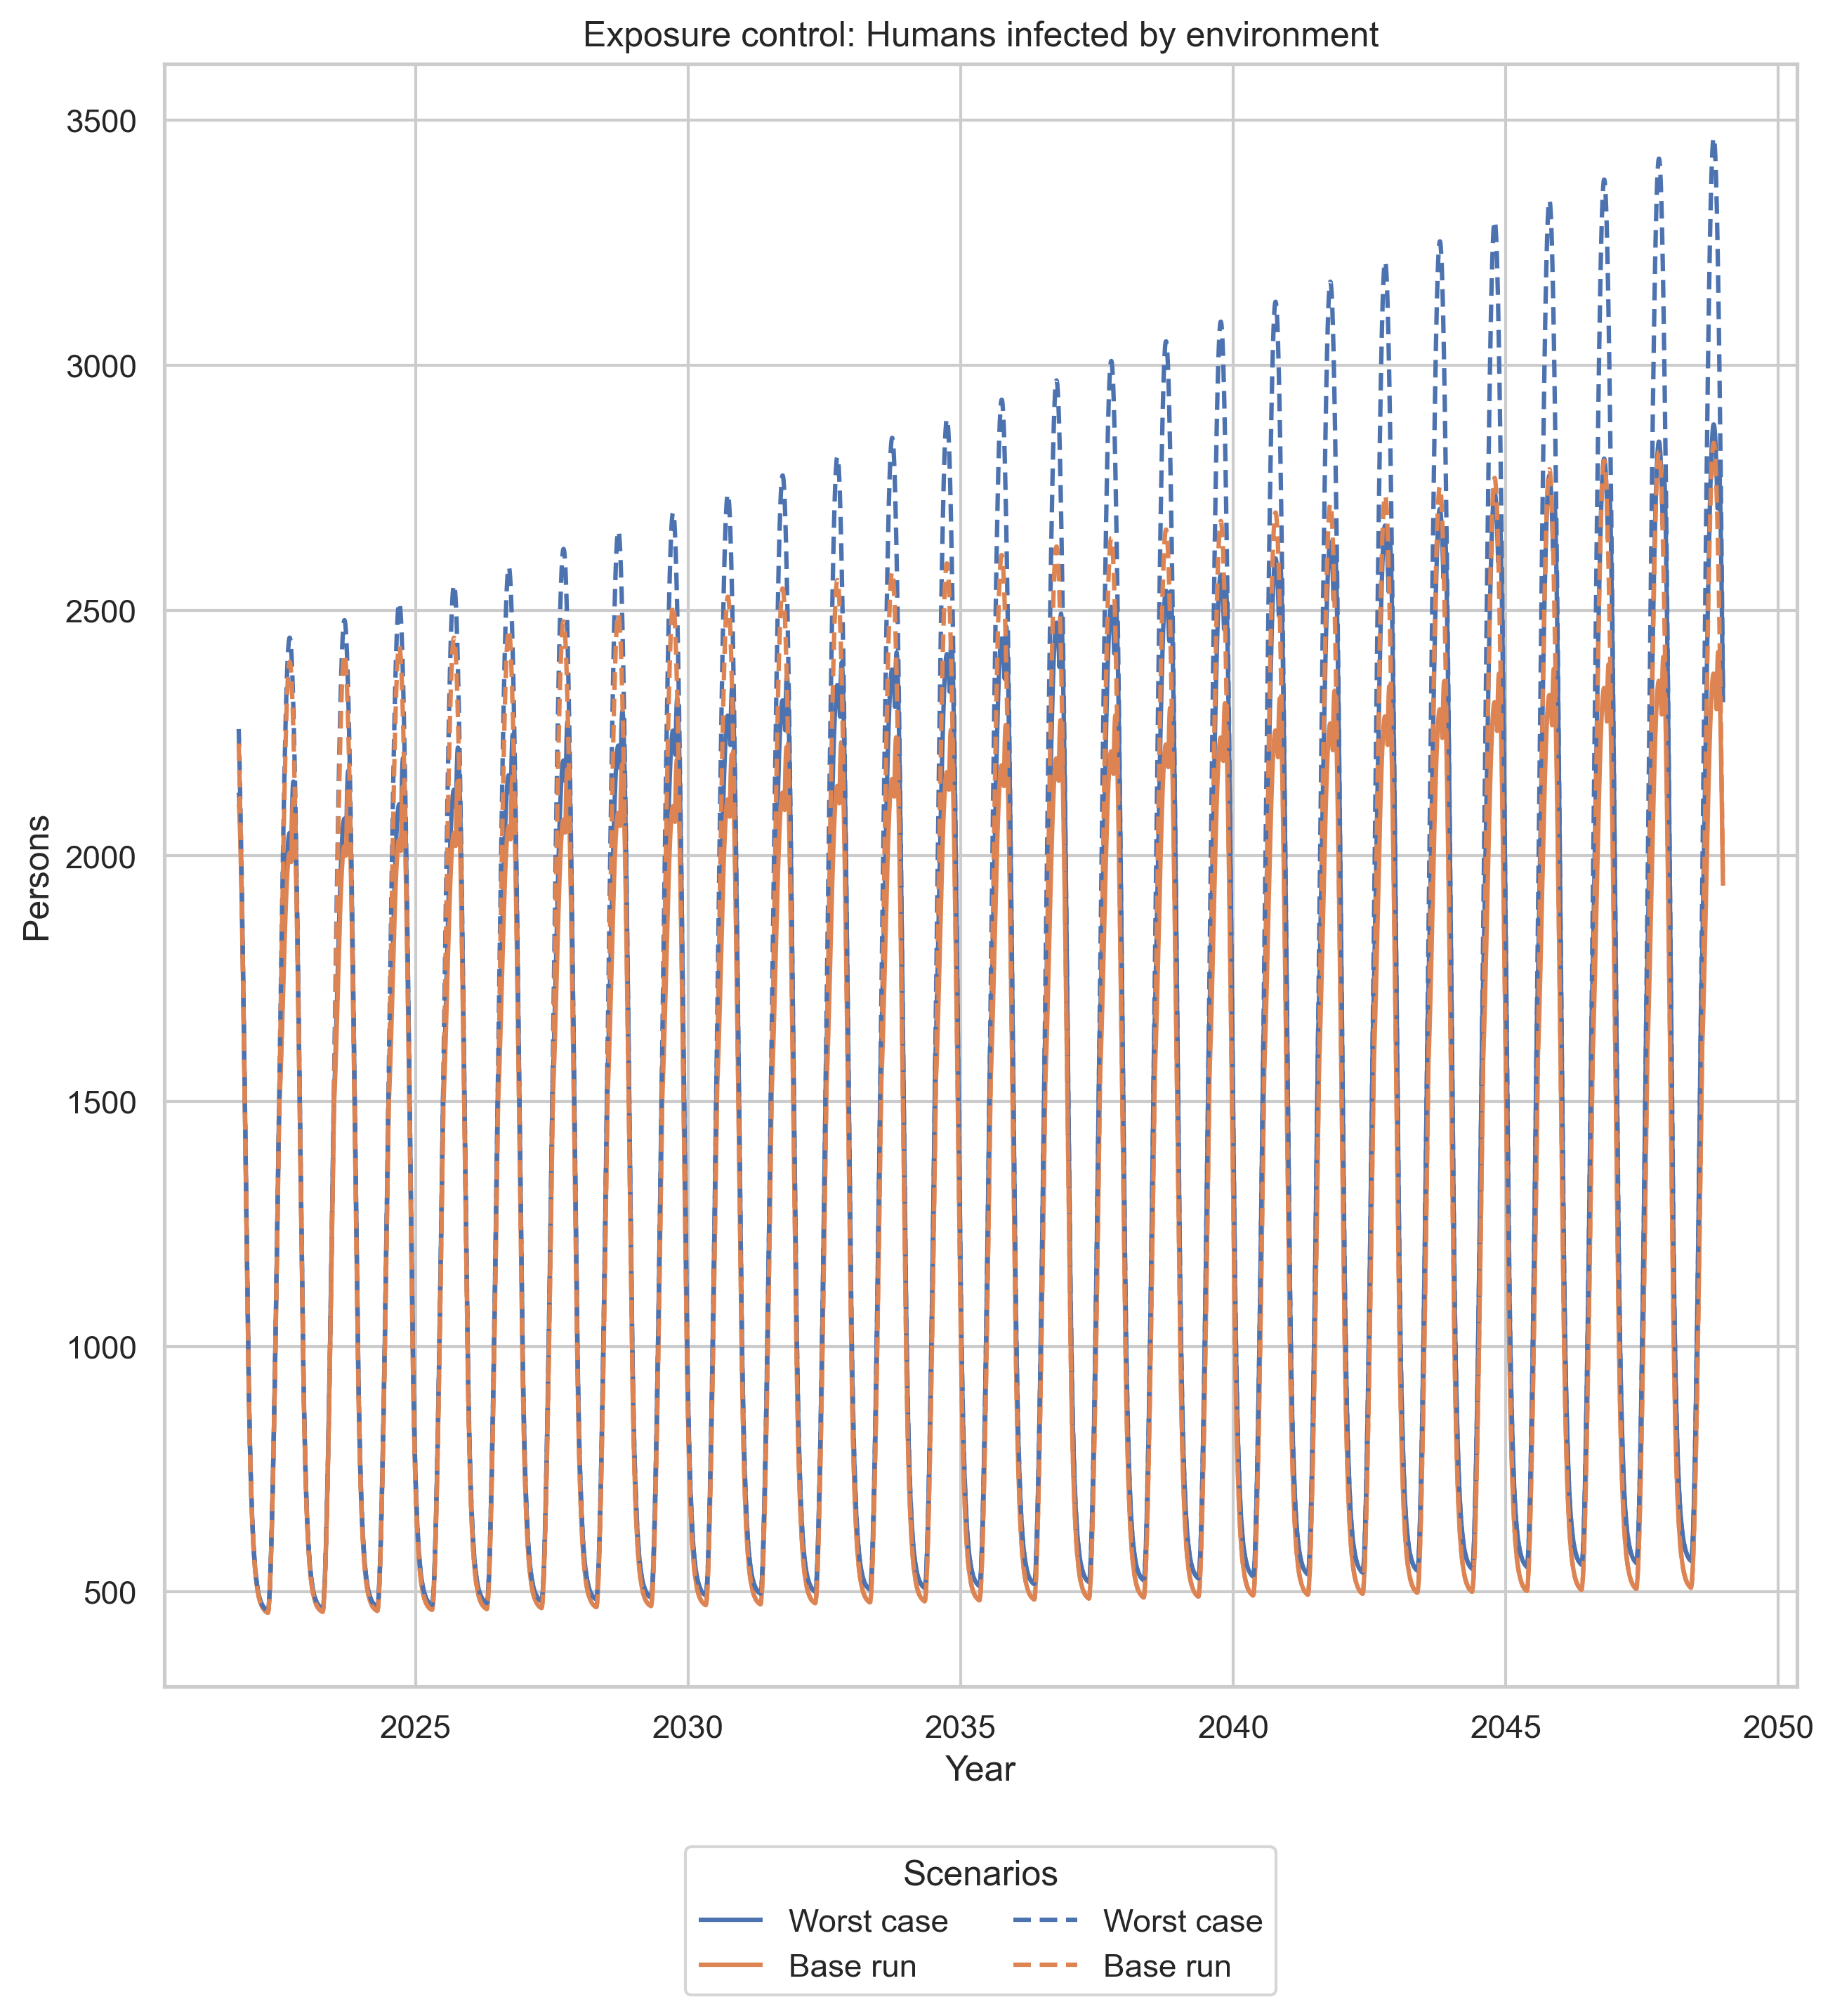 Exposure control: Humans infected by environment
3500
3000
2500
2000
1500
1000
500
Persons
2025 2030 2035 2040 2045 2050
Year
Scenarios
Worst case Worst case
Base run Base run